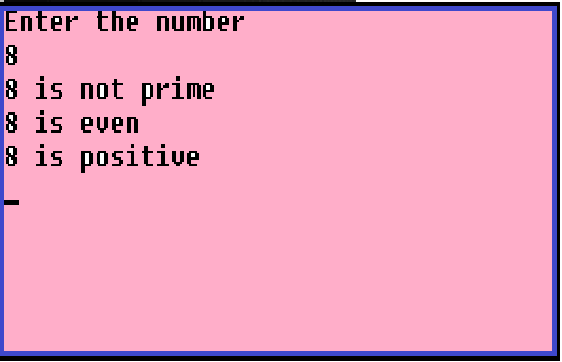 Enter the number
8
8 is not prime
8 is even
8 is positive